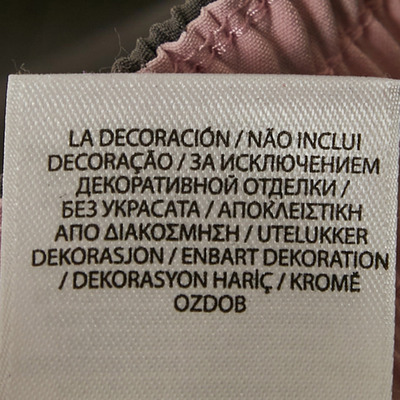 LA DECORACIÓN / NÃO INCLUI
DECORAÇÃO / ЗА ИСКЛЮЧЕНИЕМ
ДЕКОРАТИВНОЙ ОТДЕЛКИ /
БЕЗ УКРАСАТА / ΑΠΟΚΛΕΙΣΤΙΚΗ
ΑΠΟ ΔΙΑΚΟΣΜΗΣΗ / UTELUKKER
DEKORASJON / ENBART DEKORATION
/ DEKORASYON HARİÇ / KROMĚ
OZDOB